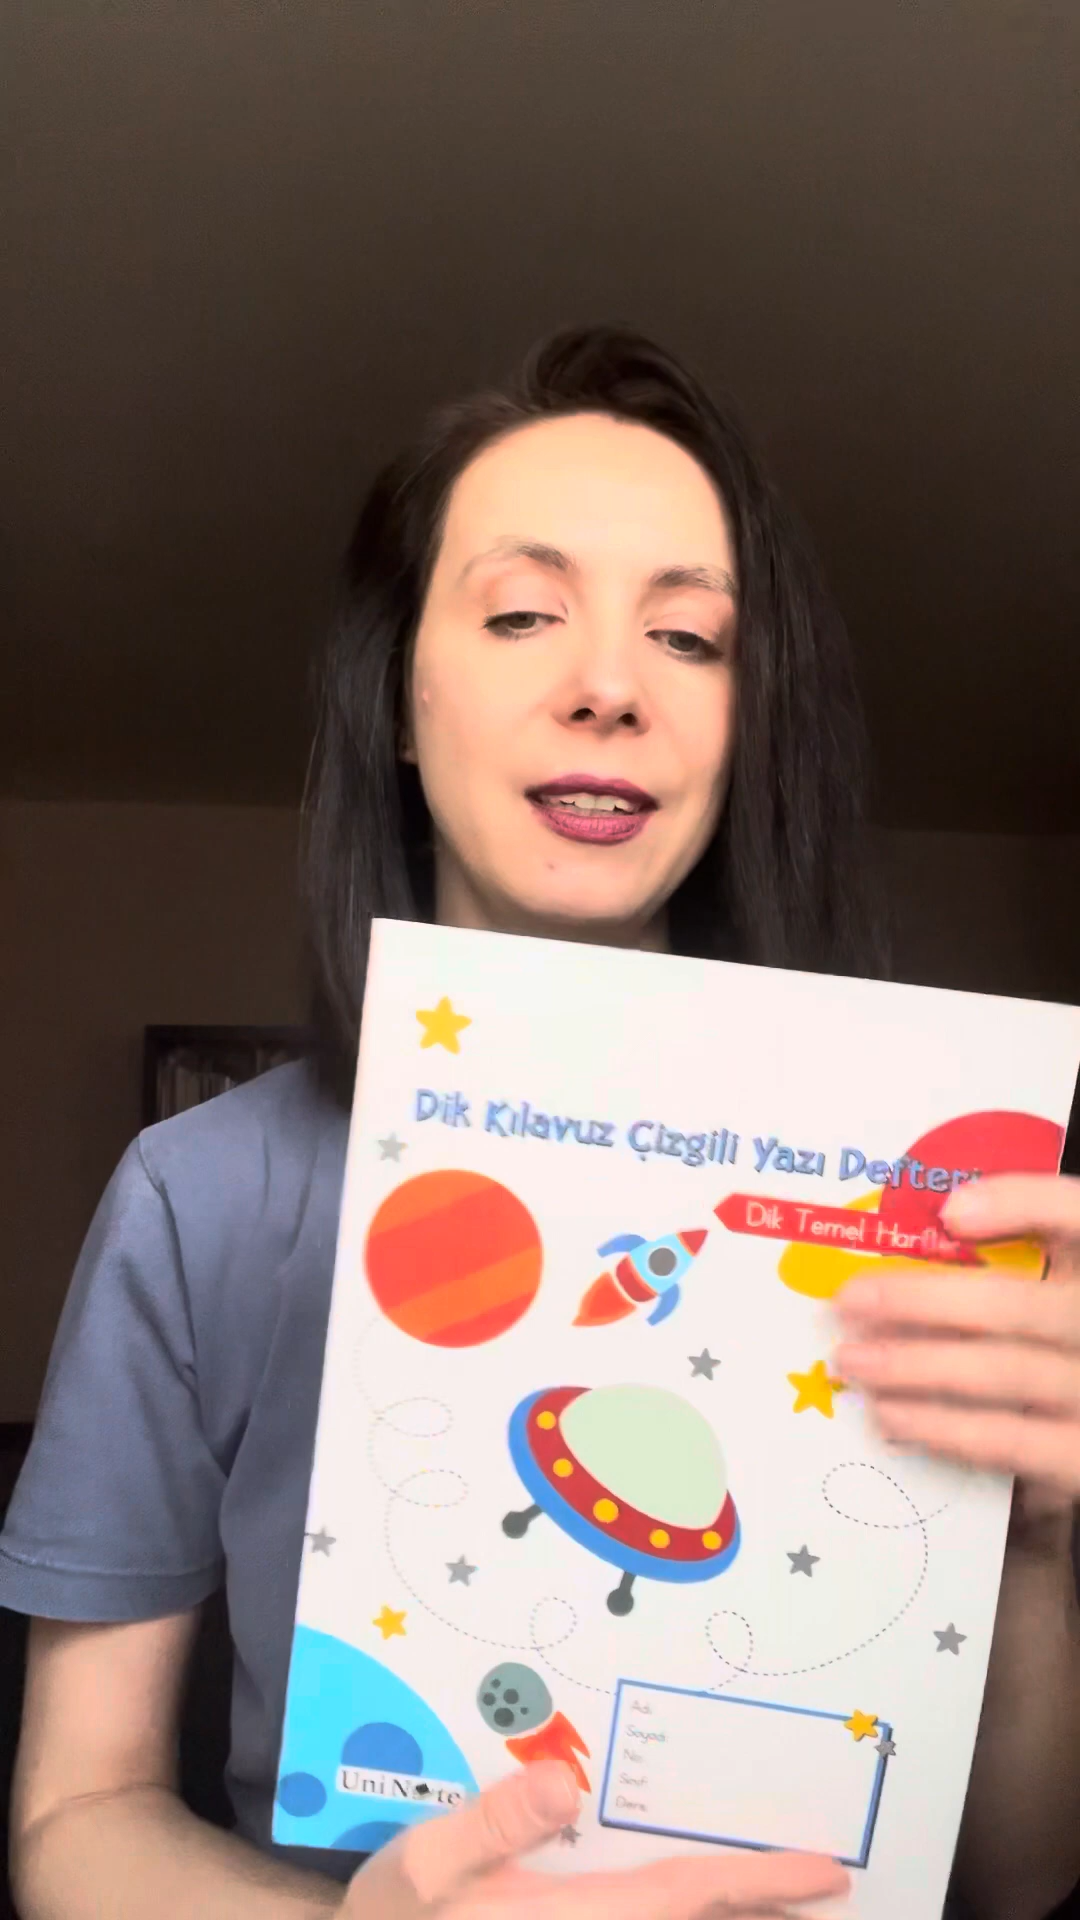 Dik Kılavuz Çizgili Yazı Defteri
Dik Temel Harfler
Adı:
Soyadı:
No:
Sınıf:
Ders:
Uni Note